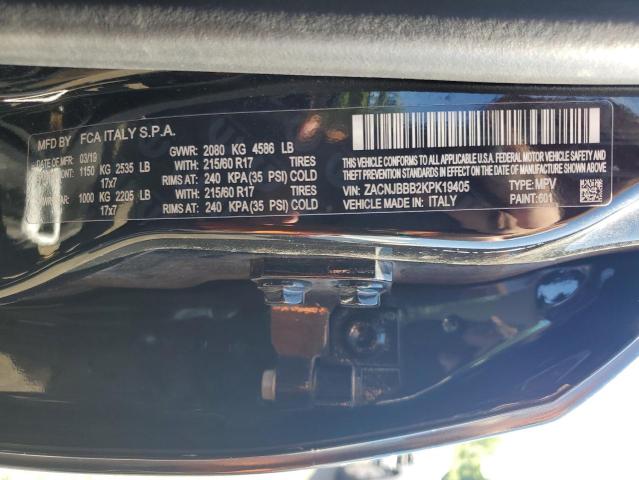 MFD BY FCA ITALY S.P.A.
DATE OF MFR 03/19 GVWR: 2080 KG 4586 LB
1150 KG 2535 LB 215/60 R17 TIRES
17x7 RIMS AT 240 KPA(35 PSI) COLD
1000 KG 2205 LB 215/60 R17 TIRES
17x7 RIMS AT 240 KPA(35 PSI) COLD
THIS VEHICLE CONFORMS TO ALL APPLICABLE U.S.A. FEDERAL MOTOR
VEHICLE SAFETY, BUMPER, AND THEFT
PREVENTION STANDARDS IN EFFECT ON THE DATE OF MANUFACTURE
SHOWN ABOVE.
VIN: ZACNJBBB2KPK19405 TYPE: MPV
VEHICLE MADE IN: ITALY PAINT: 601